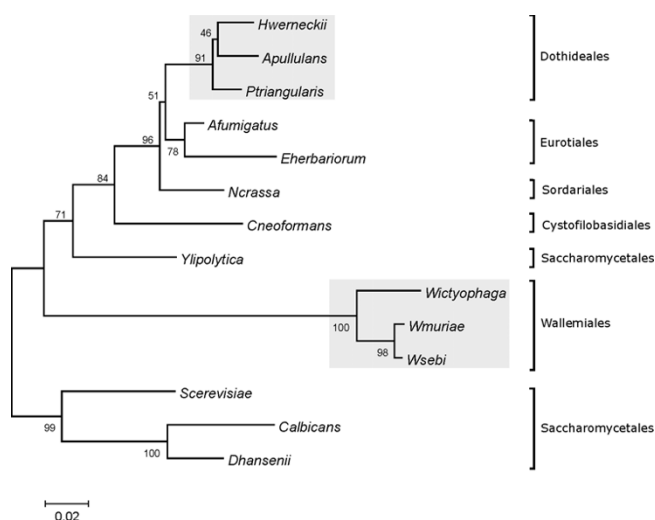 Hwerneckii
46
Apullulans
Dothideales
91
Ptriangularis
51
Afumigatus
Eurotiales
78
Eherbariorum
96
Ncrassa
Sordariales
84
Cneoformans
Cystofilobasidiales
71
Ylipolytica
Saccharomycetales
Wictyophaga
100
Wmuriae
Wallemiales
98
Wsebi
Scerevisiae
99
Calbicans
Saccharomycetales
100
Dhansenii
0.02